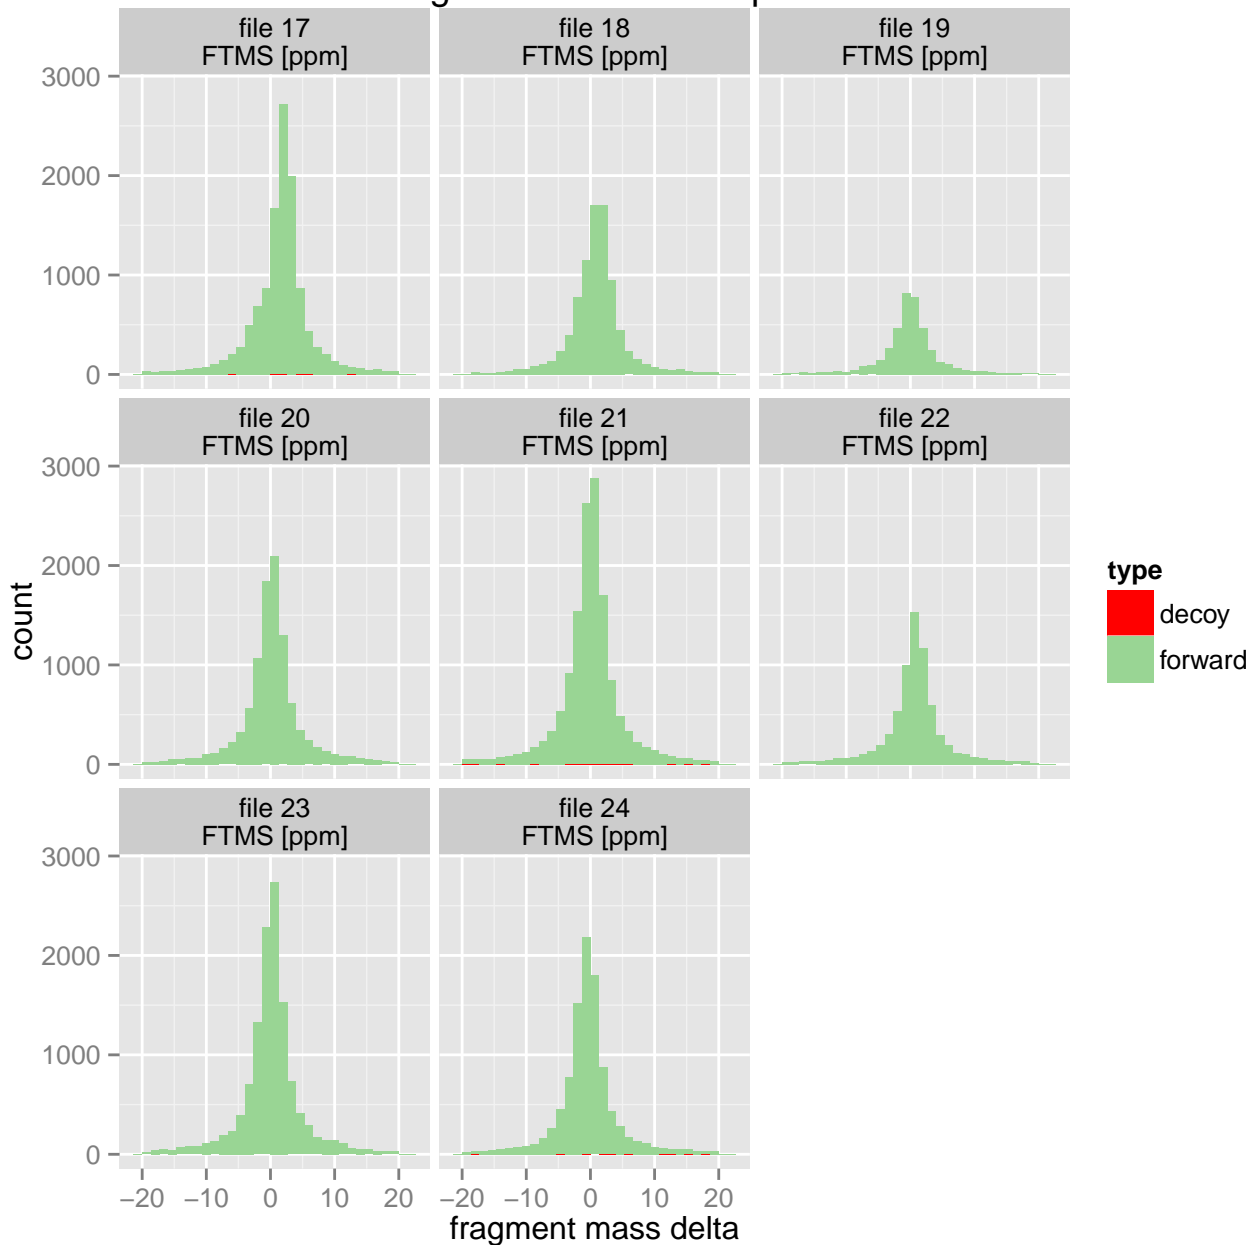 file 17
FTMS [ppm]
file 18
FTMS [ppm]
file 19
FTMS [ppm]
3000
2000
1000
0
file 20
FTMS [ppm]
file 21
FTMS [ppm]
file 22
FTMS [ppm]
3000
2000
1000
0
count
type
decoy
forward
file 23
FTMS [ppm]
file 24
FTMS [ppm]
3000
2000
1000
0
−20 −10 0 10 20 −20 −10 0 10 20
fragment mass delta